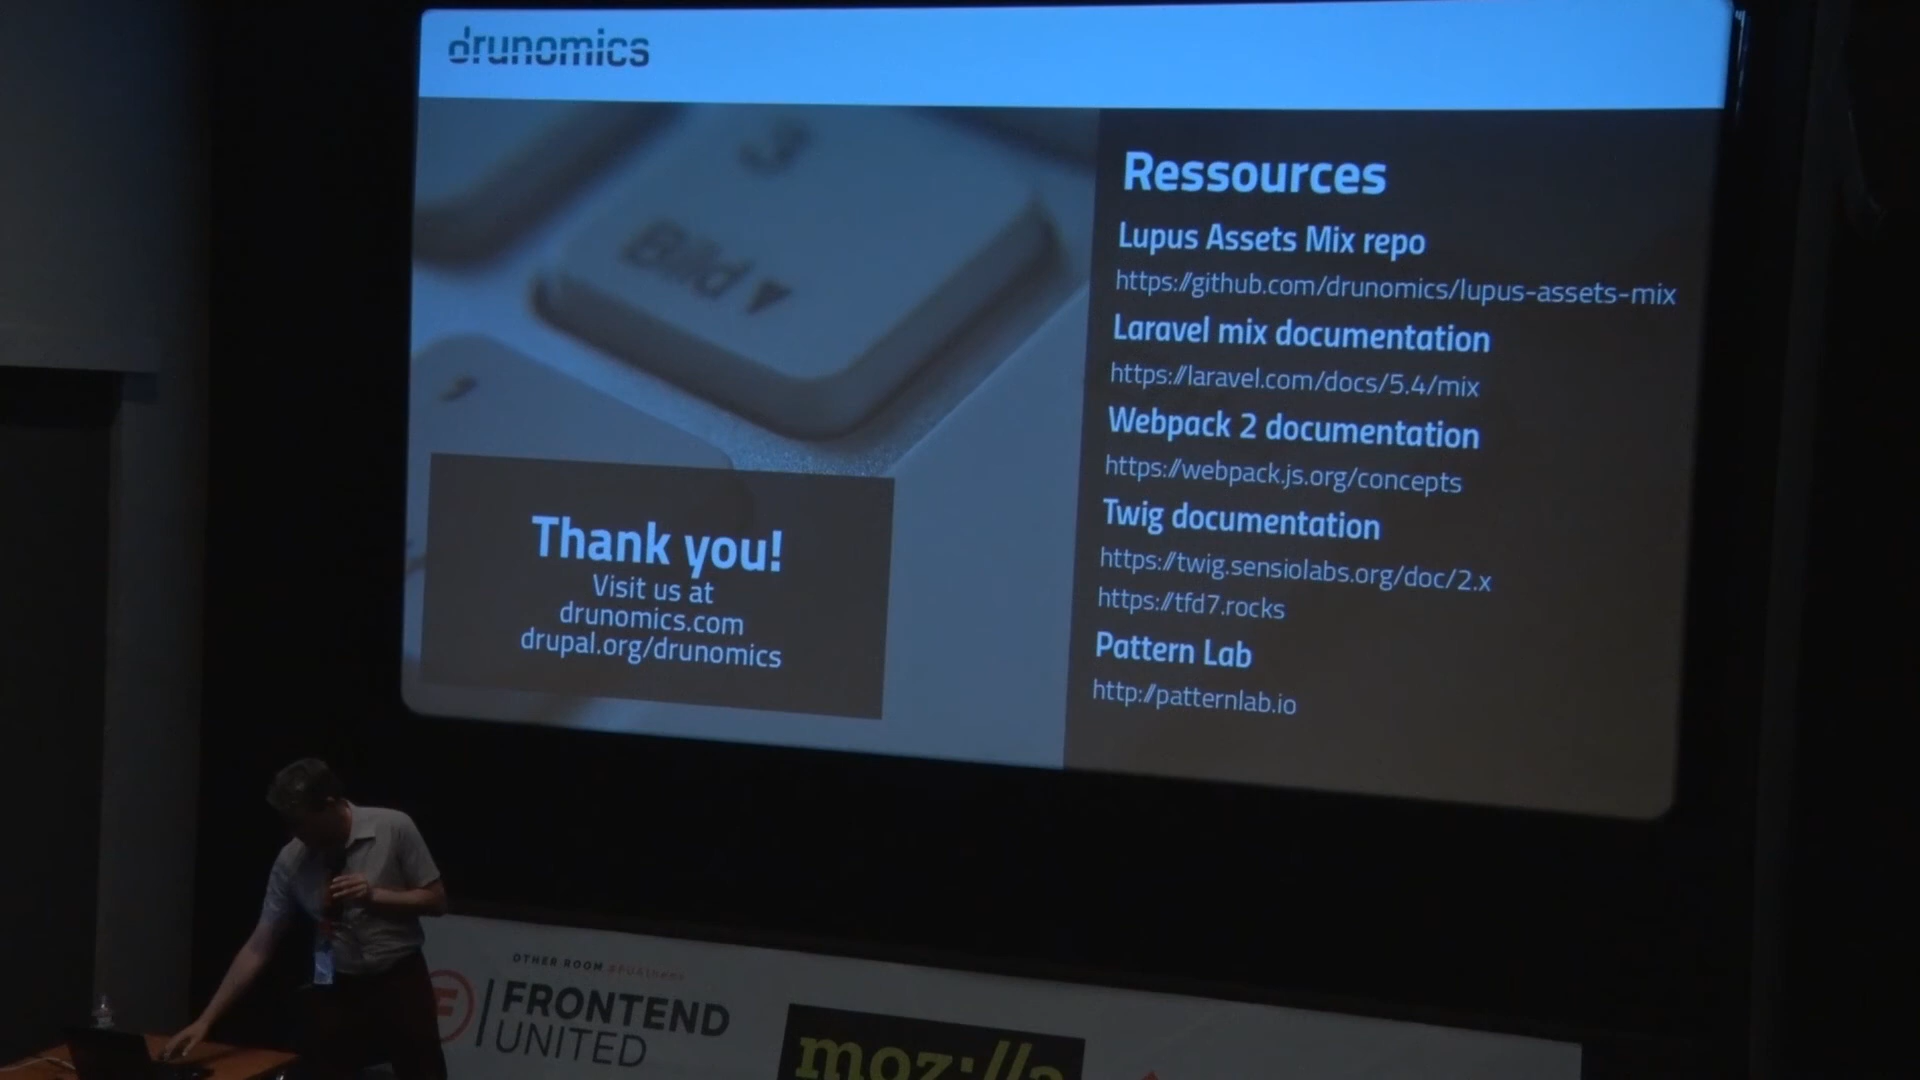 drunomics
3
Bild ▼
,
Thank you!
Visit us at
drunomics.com
drupal.org/drunomics
Ressources
Lupus Assets Mix repo
https://github.com/drunomics/lupus-assets-mix
Laravel mix documentation
https://laravel.com/docs/5.4/mix
Webpack 2 documentation
https://webpack.js.org/concepts
Twig documentation
https://twig.sensiolabs.org/doc/2.x
https://tfd7.rocks
Pattern Lab
http://patternlab.io
OTHER ROOM #FUAthens
FRONTEND
UNITED
moz://a